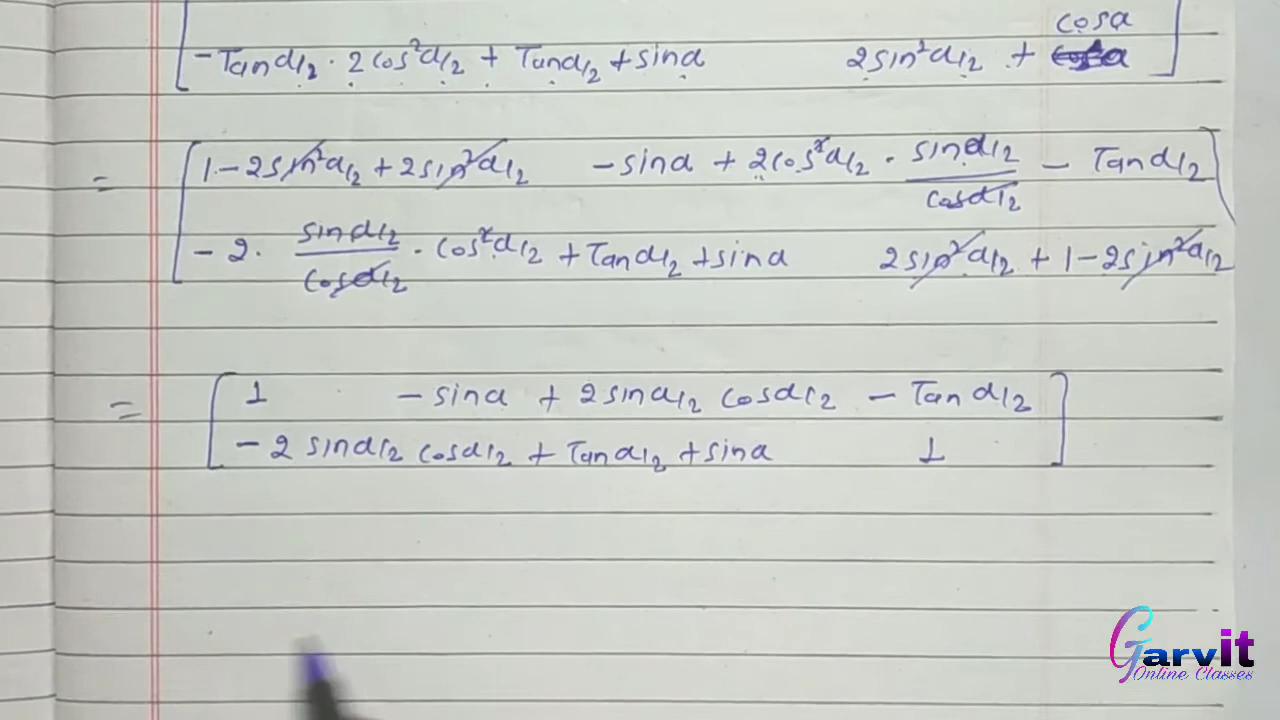 cosα
-Tanα/2 · 2cos²α/2 + Tanα/2 + sinα 2sin²α/2 +
= 1-2sin²α/2 + 2sin²α/2 -sinα + 2cos²α/2 · sinα/2 / cosα/2 - Tanα/2
-2· sinα/2 / cosα/2 · cos²α/2 + Tanα/2 + sinα 2sin²α/2 + 1-2sin²α/2
= 1 -sinα + 2sinα/2 cosα/2 - Tanα/2
-2 sinα/2 cosα/2 + Tanα/2 + sinα 1
Garvit
Online Classes